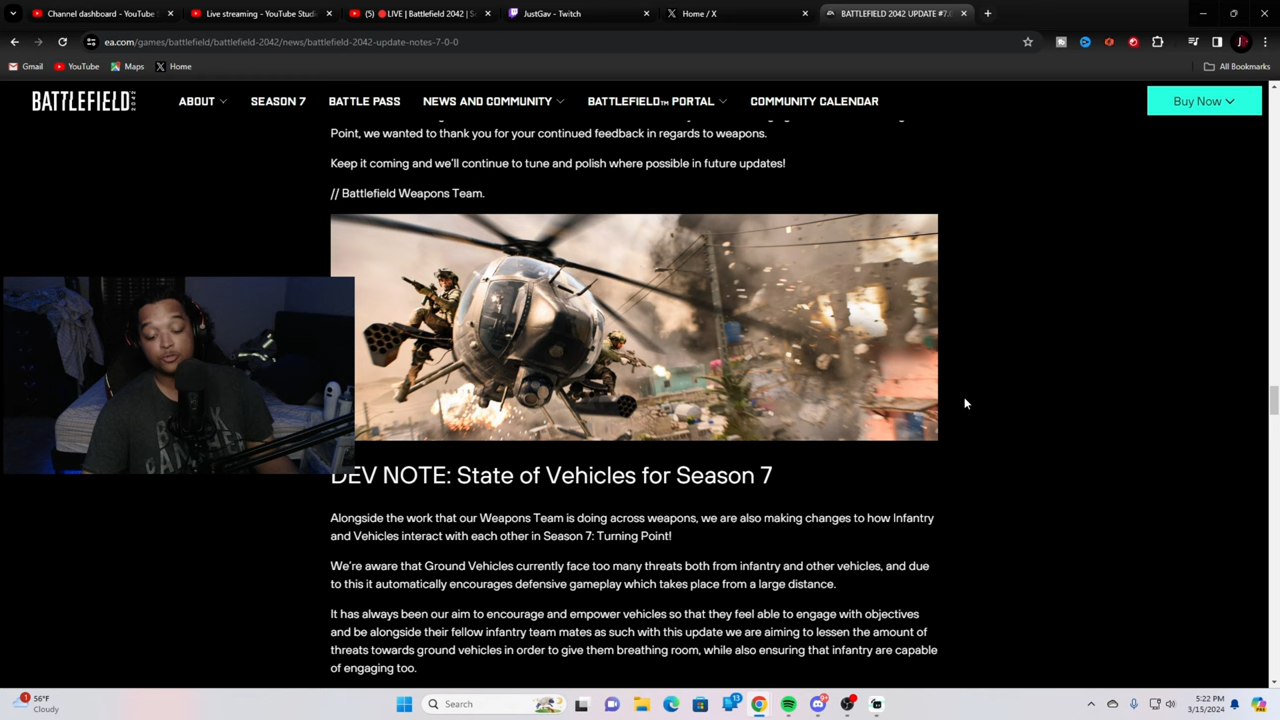 Channel dashboard - YouTube
Live streaming - YouTube Studi
(5) LIVE | Battlefield 2042 | S
JustGav - Twitch
Home / X
BATTLEFIELD 2042 UPDATE #7.
ea.com/games/battlefield/battlefield-2042/news/battlefield-2042-update-notes-7-0-0
Gmail
YouTube
Maps
Home
All Bookmarks
BATTLEFIELD 2042
ABOUT
SEASON 7
BATTLE PASS
NEWS AND COMMUNITY
BATTLEFIELD™ PORTAL
COMMUNITY CALENDAR
Buy Now
Point, we wanted to thank you for your continued feedback in regards to weapons.
Keep it coming and we'll continue to tune and polish where possible in future updates!
// Battlefield Weapons Team.
DEV NOTE: State of Vehicles for Season 7
Alongside the work that our Weapons Team is doing across weapons, we are also making changes to how Infantry
and Vehicles interact with each other in Season 7: Turning Point!
We're aware that Ground Vehicles currently face too many threats both from infantry and other vehicles, and due
to this it automatically encourages defensive gameplay which takes place from a large distance.
It has always been our aim to encourage and empower vehicles so that they feel able to engage with objectives
and be alongside their fellow infantry team mates as such with this update we are aiming to lessen the amount of
threats towards ground vehicles in order to give them breathing room, while also ensuring that infantry are capable
of engaging too.
1
56°F
Cloudy
Search
13
5:22 PM
3/15/2024